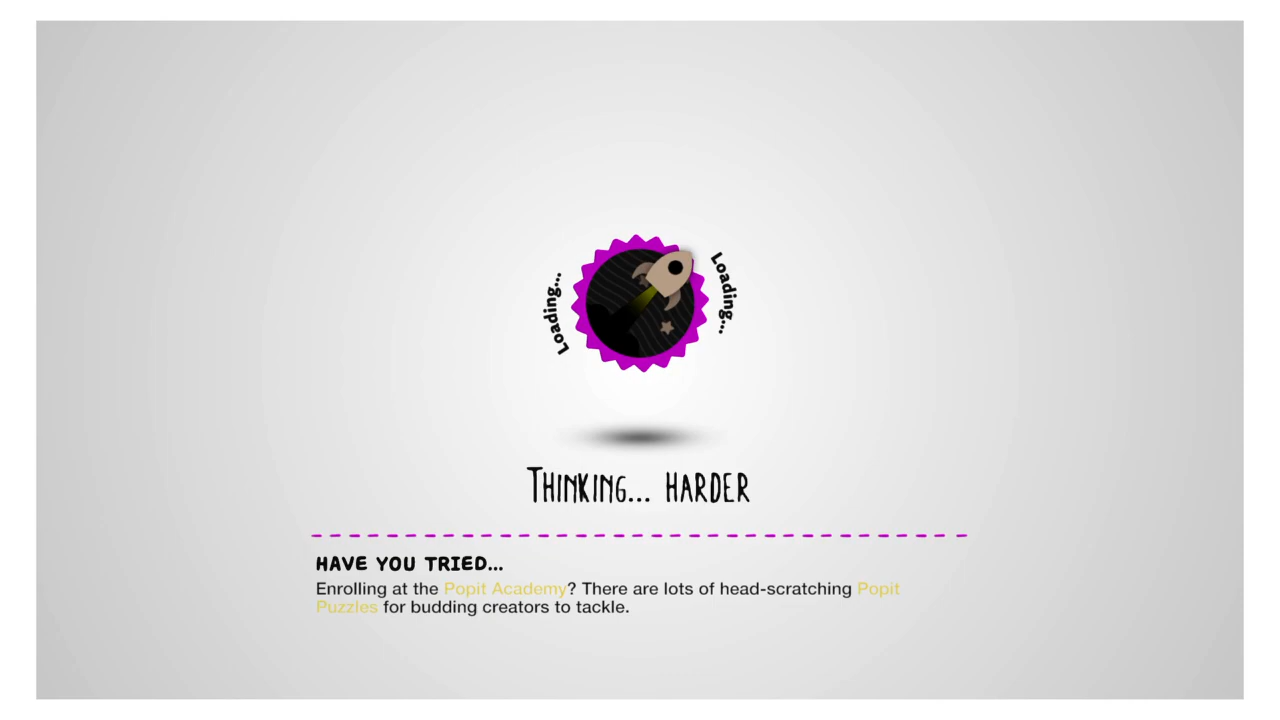 Loading...
Loading...
THINKING... HARDER
HAVE YOU TRIED...
Enrolling at the Popit Academy? There are lots of head-scratching Popit
Puzzles for budding creators to tackle.